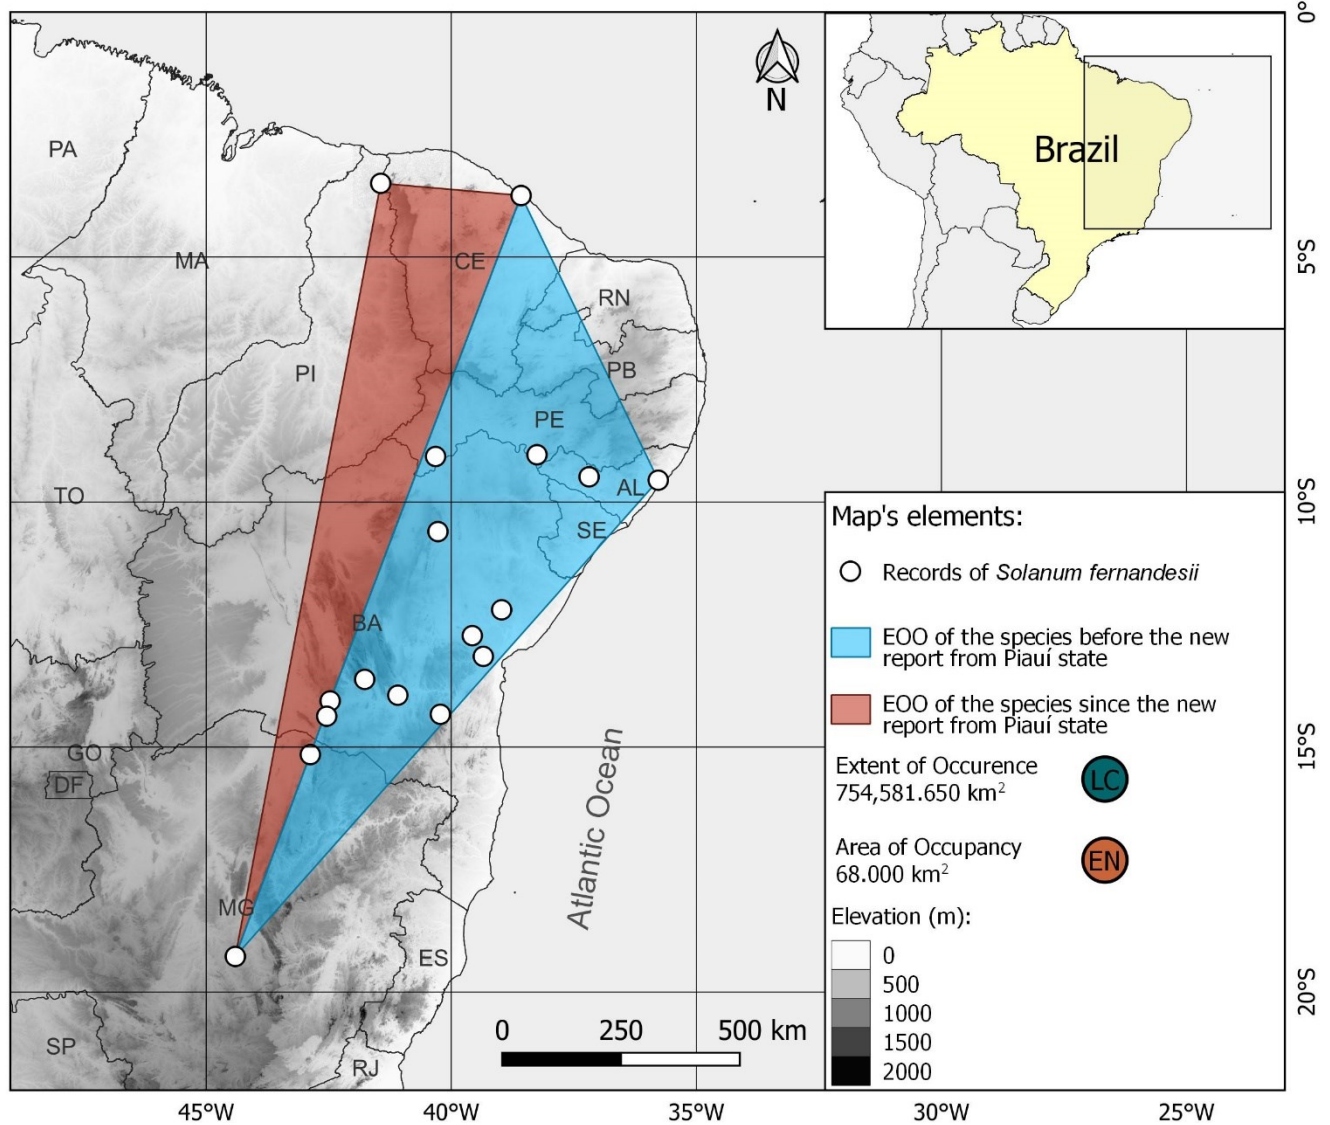 0°
N
Brazil
PA
MA
CE
RN
5°S
PI
PB
PE
TO
AL
10°S
SE
BA
GO
DF
15°S
MG
ES
Atlantic Ocean
20°S
SP
RJ
0 250 500 km
45°W 40°W 35°W 30°W 25°W
Map's elements:
Records of Solanum fernandesii
EOO of the species before the new
report from Piauí state
EOO of the species since the new
report from Piauí state
Extent of Occurence
754,581.650 km²
LC
Area of Occupancy
68.000 km²
EN
Elevation (m):
0
500
1000
1500
2000